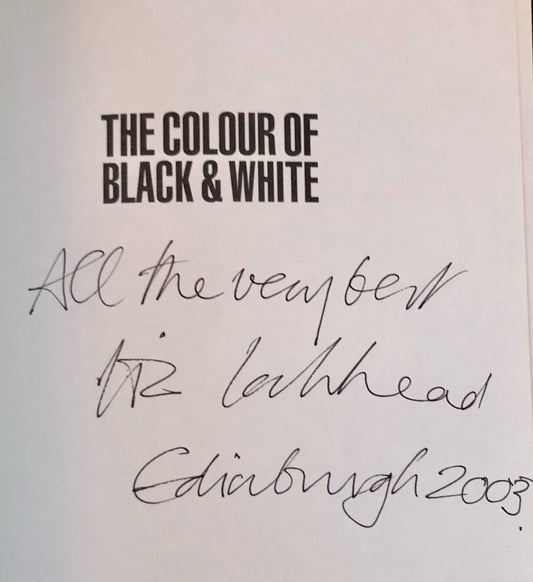 THE COLOUR OF
BLACK & WHITE
All the very best
Liz Lochhead
Edinburgh 2003.